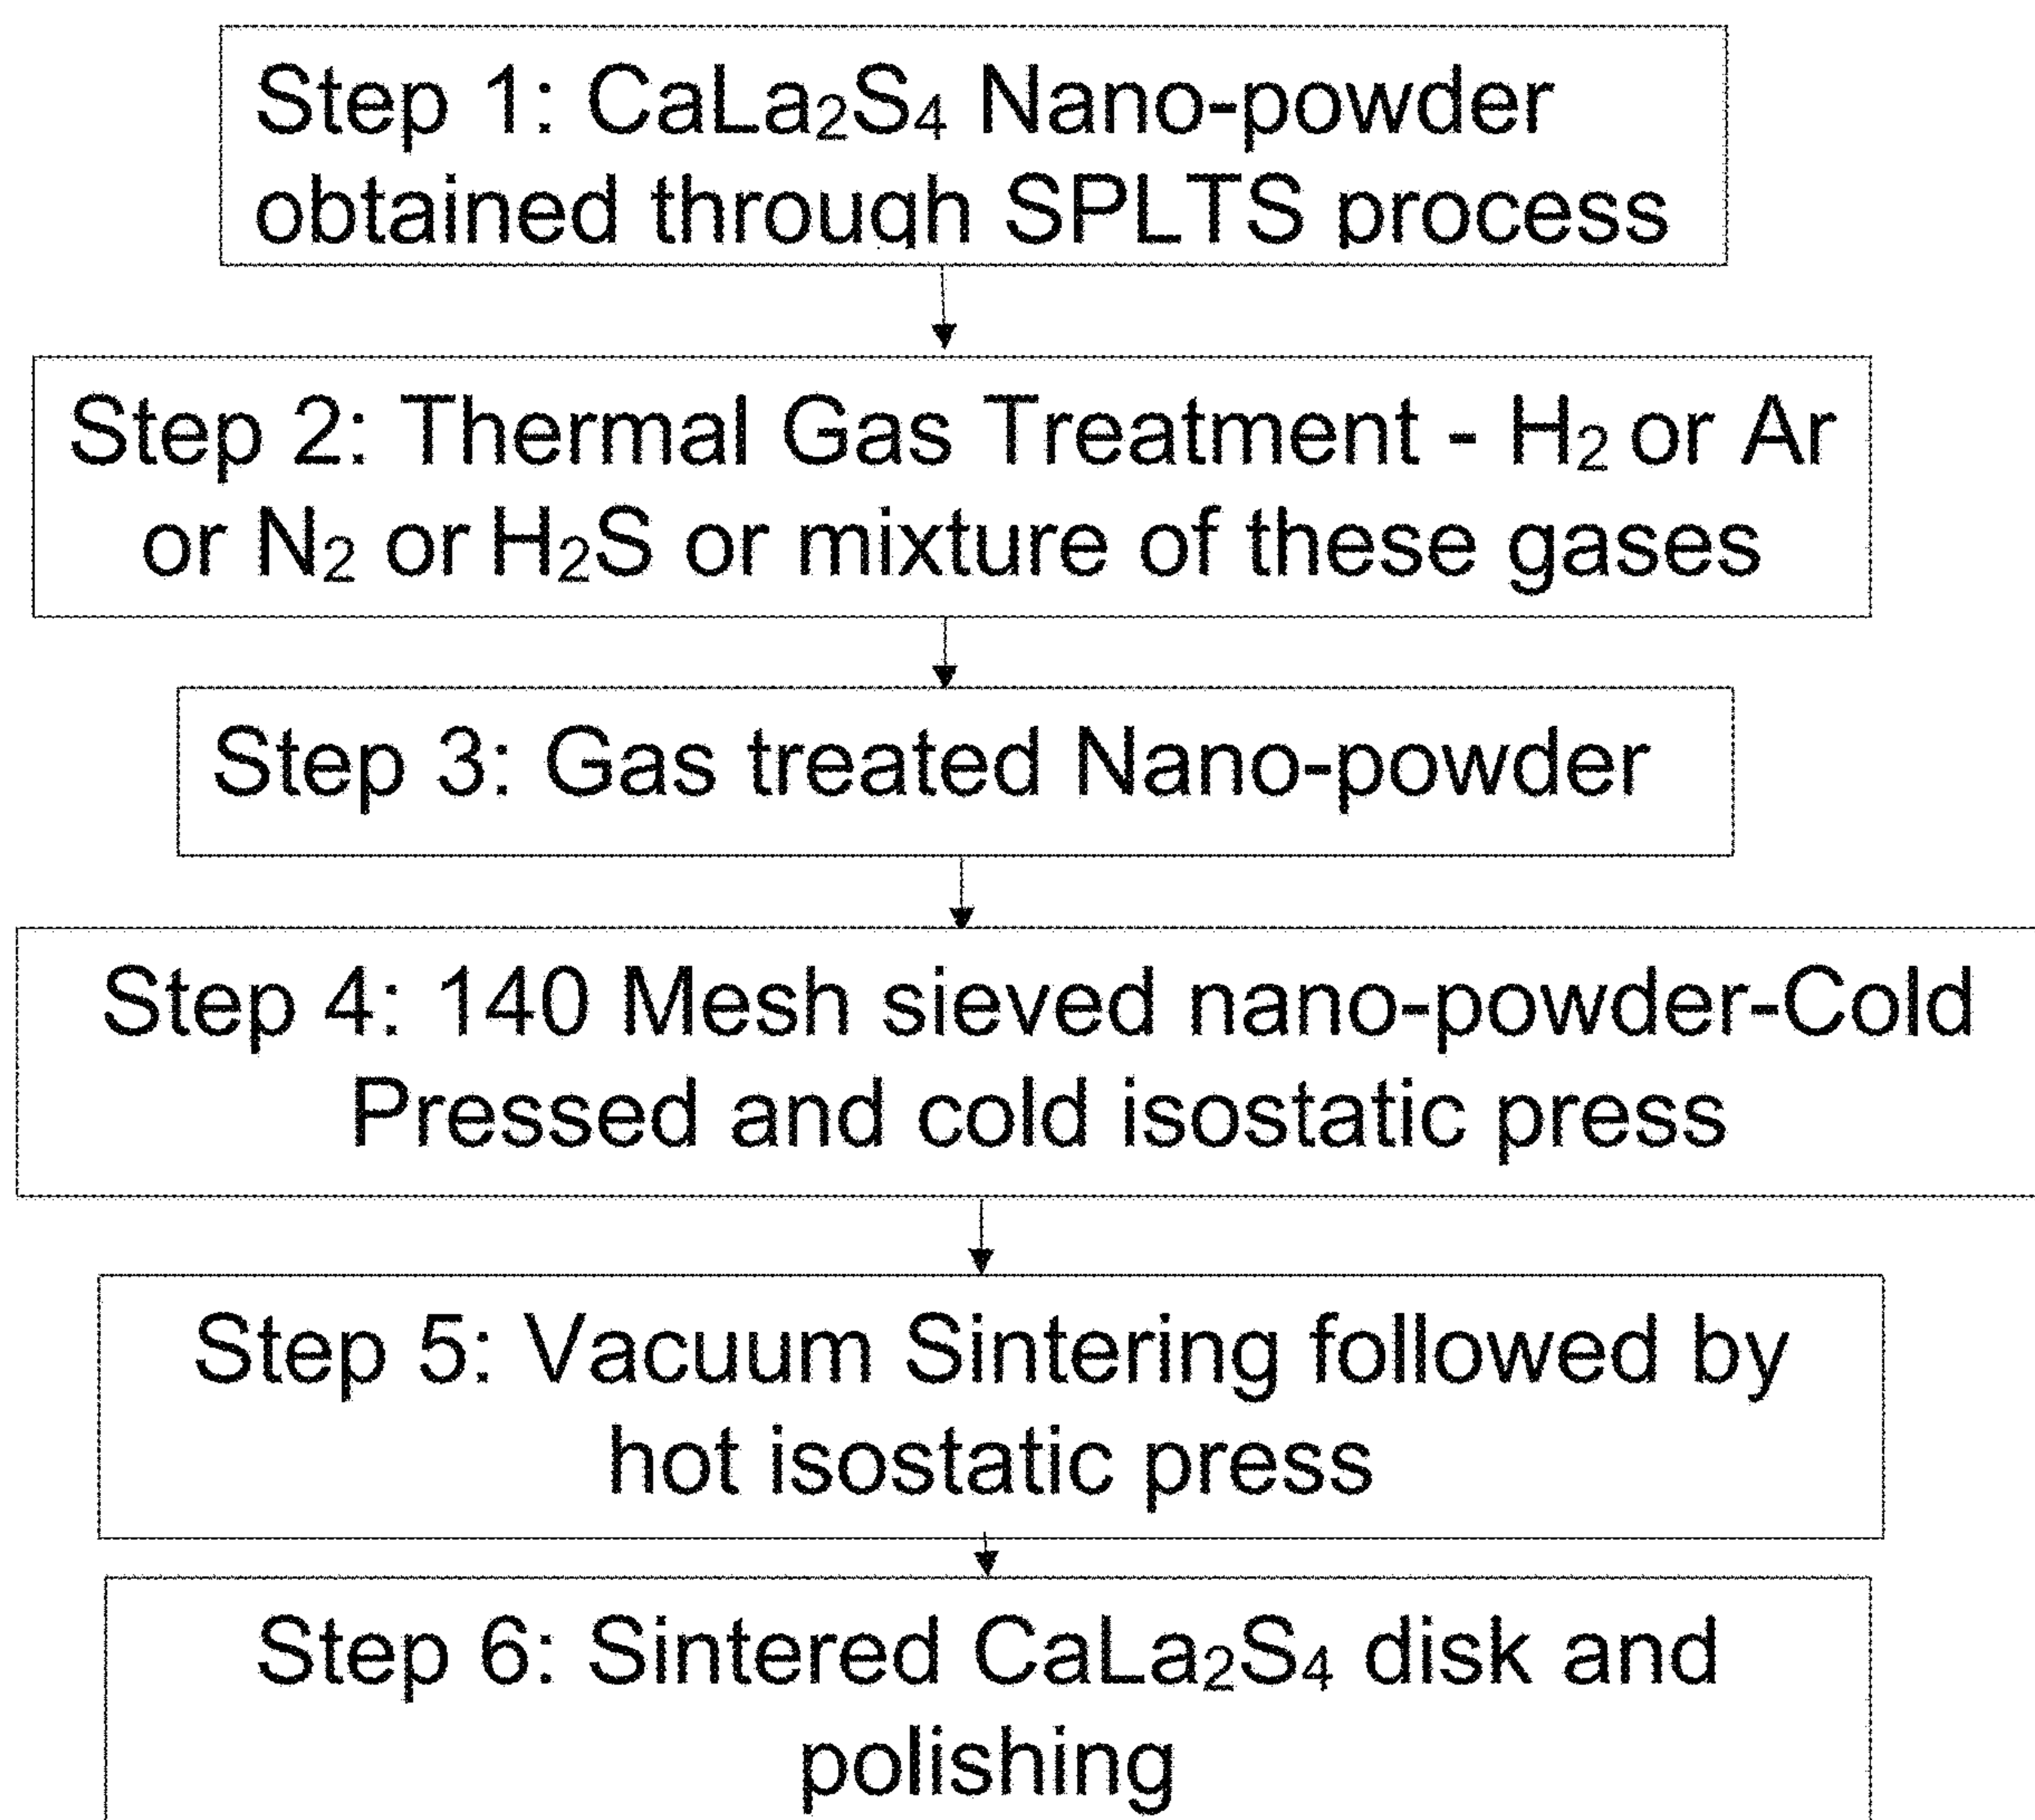 Step 1: CaLa₂S₄ Nano-powder
obtained through SPLTS process
Step 2: Thermal Gas Treatment - H₂ or Ar
or N₂ or H₂S or mixture of these gases
Step 3: Gas treated Nano-powder
Step 4: 140 Mesh sieved nano-powder-Cold
Pressed and cold isostatic press
Step 5: Vacuum Sintering followed by
hot isostatic press
Step 6: Sintered CaLa₂S₄ disk and
polishing